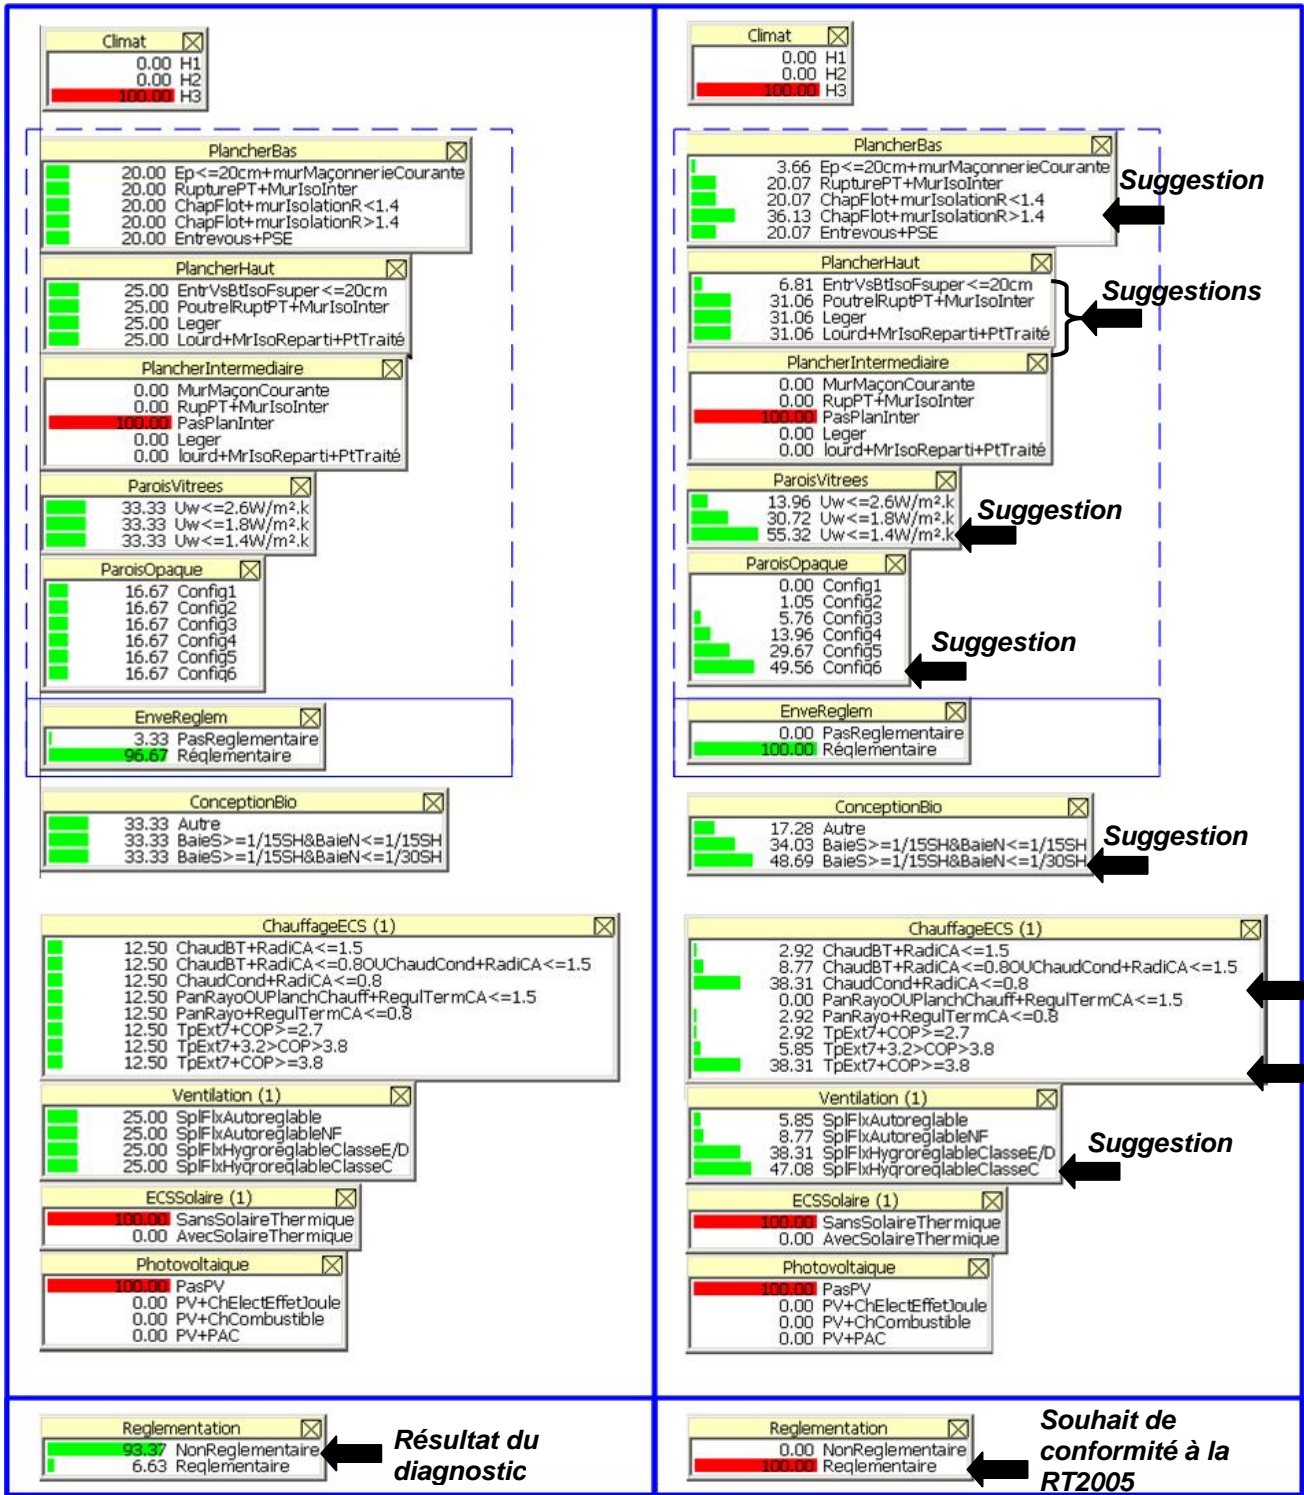 Climat
0.00 H1
0.00 H2
100.00 H3
PlancherBas
20.00 Ep<=20cm+murMaçonnerieCourante
20.00 RupturePT+MurIsoInter
20.00 ChapFlot+murIsolationR<1.4
20.00 ChapFlot+murIsolationR>1.4
20.00 Entrevous+PSE
PlancherHaut
25.00 EntrVsBtIsoFsuper<=20cm
25.00 PoutrelRuptPT+MurIsoInter
25.00 Leger
25.00 Lourd+MrIsoReparti+PtTraité
PlancherIntermediaire
0.00 MurMaçonCourante
0.00 RupPT+MurIsoInter
100.00 PasPlanInter
0.00 Leger
0.00 lourd+MrIsoReparti+PtTraité
ParoisVitrees
33.33 Uw<=2.6W/m².k
33.33 Uw<=1.8W/m².k
33.33 Uw<=1.4W/m².k
ParoisOpaque
16.67 Config1
16.67 Config2
16.67 Config3
16.67 Config4
16.67 Config5
16.67 Config6
EnveReglem
3.33 PasReglementaire
96.67 Réglementaire
ConceptionBio
33.33 Autre
33.33 BaieS>=1/15SH&BaieN<=1/15SH
33.33 BaieS>=1/15SH&BaieN<=1/30SH
ChauffageECS (1)
12.50 ChaudBT+RadiCA<=1.5
12.50 ChaudBT+RadiCA<=0.8OUChaudCond+RadiCA<=1.5
12.50 ChaudCond+RadiCA<=0.8
12.50 PanRayoOUPlanchChauff+RegulTermCA<=1.5
12.50 PanRayo+RegulTermCA<=0.8
12.50 TpExt7+COP>=2.7
12.50 TpExt7+3.2>COP>3.8
12.50 TpExt7+COP>=3.8
Ventilation (1)
25.00 SplFlxAutoreglable
25.00 SplFlxAutoreglableNF
25.00 SplFlxHygroréglableClasseE/D
25.00 SplFlxHygroreglableClasseC
ECSSolaire (1)
100.00 SansSolaireThermique
0.00 AvecSolaireThermique
Photovoltaique
100.00 PasPV
0.00 PV+ChElectEffetJoule
0.00 PV+ChCombustible
0.00 PV+PAC
Reglementation
93.37 NonReglementaire
6.63 Reglementaire
Résultat du
diagnostic
Climat
0.00 H1
0.00 H2
100.00 H3
PlancherBas
3.66 Ep<=20cm+murMaçonnerieCourante
20.07 RupturePT+MurIsoInter
20.07 ChapFlot+murIsolationR<1.4
36.13 ChapFlot+murIsolationR>1.4
20.07 Entrevous+PSE
Suggestion
PlancherHaut
6.81 EntrVsBtIsoFsuper<=20cm
31.06 PoutrelRuptPT+MurIsoInter
31.06 Leger
31.06 Lourd+MrIsoReparti+PtTraité
Suggestions
PlancherIntermediaire
0.00 MurMaçonCourante
0.00 RupPT+MurIsoInter
100.00 PasPlanInter
0.00 Leger
0.00 lourd+MrIsoReparti+PtTraité
ParoisVitrees
13.96 Uw<=2.6W/m².k
30.72 Uw<=1.8W/m².k
55.32 Uw<=1.4W/m².k
Suggestion
ParoisOpaque
0.00 Config1
1.05 Config2
5.76 Config3
13.96 Config4
29.67 Config5
49.56 Config6
Suggestion
EnveReglem
0.00 PasReglementaire
100.00 Réglementaire
ConceptionBio
17.28 Autre
34.03 BaieS>=1/15SH&BaieN<=1/15SH
48.69 BaieS>=1/15SH&BaieN<=1/30SH
Suggestion
ChauffageECS (1)
2.92 ChaudBT+RadiCA<=1.5
8.77 ChaudBT+RadiCA<=0.8OUChaudCond+RadiCA<=1.5
38.31 ChaudCond+RadiCA<=0.8
0.00 PanRayoOUPlanchChauff+RegulTermCA<=1.5
2.92 PanRayo+RegulTermCA<=0.8
2.92 TpExt7+COP>=2.7
5.85 TpExt7+3.2>COP>3.8
38.31 TpExt7+COP>=3.8
Ventilation (1)
5.85 SplFlxAutoreglable
8.77 SplFlxAutoreglableNF
38.31 SplFlxHygroréglableClasseE/D
47.08 SplFlxHygroreglableClasseC
Suggestion
ECSSolaire (1)
100.00 SansSolaireThermique
0.00 AvecSolaireThermique
Photovoltaique
100.00 PasPV
0.00 PV+ChElectEffetJoule
0.00 PV+ChCombustible
0.00 PV+PAC
Reglementation
0.00 NonReglementaire
100.00 Reglementaire
Souhait de
conformité à la
RT2005